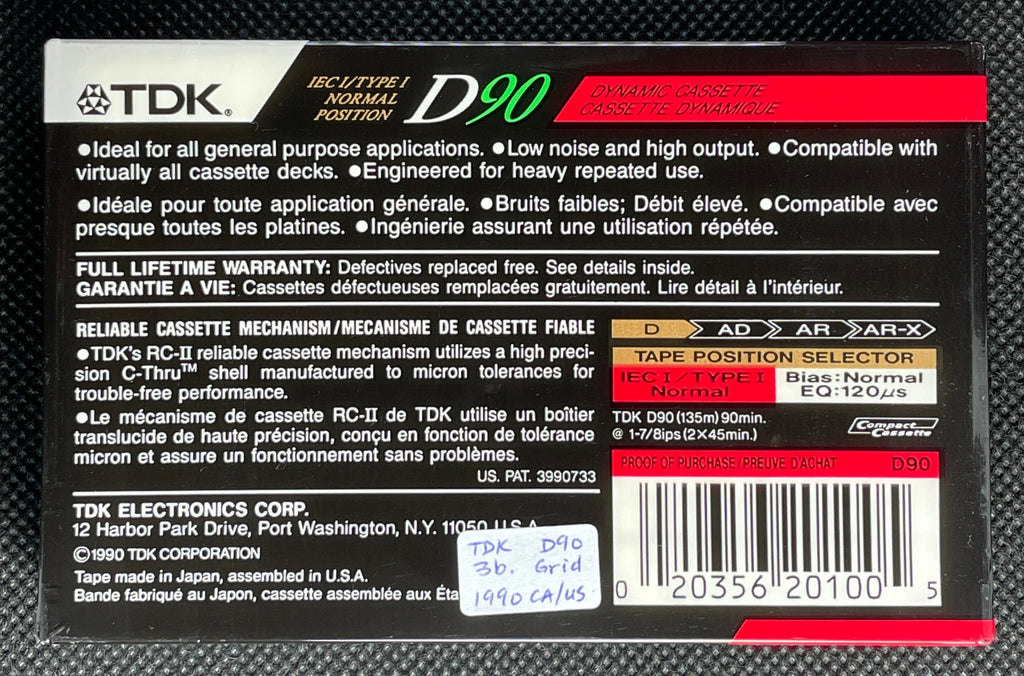 TDK®
IEC I/TYPE I
NORMAL
POSITION
D90
DYNAMIC CASSETTE
CASSETTE DYNAMIQUE
●Ideal for all general purpose applications. ●Low noise and high output. ●Compatible with
virtually all cassette decks. ●Engineered for heavy repeated use.
●Idéale pour toute application générale. ●Bruits faibles; Débit élevé. ●Compatible avec
presque toutes les platines. ●Ingénierie assurant une utilisation répétée.
FULL LIFETIME WARRANTY: Defectives replaced free. See details inside.
GARANTIE A VIE: Cassettes défectueuses remplacées gratuitement. Lire détail à l'intérieur.
RELIABLE CASSETTE MECHANISM/MECANISME DE CASSETTE FIABLE
●TDK's RC-II reliable cassette mechanism utilizes a high preci-
sion C-Thru™ shell manufactured to micron tolerances for
trouble-free performance.
●Le mécanisme de cassette RC-II de TDK utilise un boîtier
translucide de haute précision, conçu en fonction de tolérance
micron et assure un fonctionnement sans problèmes.
US. PAT. 3990733
TDK ELECTRONICS CORP.
12 Harbor Park Drive, Port Washington, N.Y. 11050 U.S.A.
©1990 TDK CORPORATION
Tape made in Japan, assembled in U.S.A.
Bande fabriqué au Japon, cassette assemblée aux Éta
TDK D90
3b. Grid
1990 CA/US
D AD AR AR-X
TAPE POSITION SELECTOR
IEC I/TYPE I
Normal
Bias: Normal
EQ: 120μs
TDK D90 (135m) 90min.
@ 1-7/8ips (2×45min.)
Compact
Cassette
PROOF OF PURCHASE/PREUVE D'ACHAT D90
0 20356 20100 5